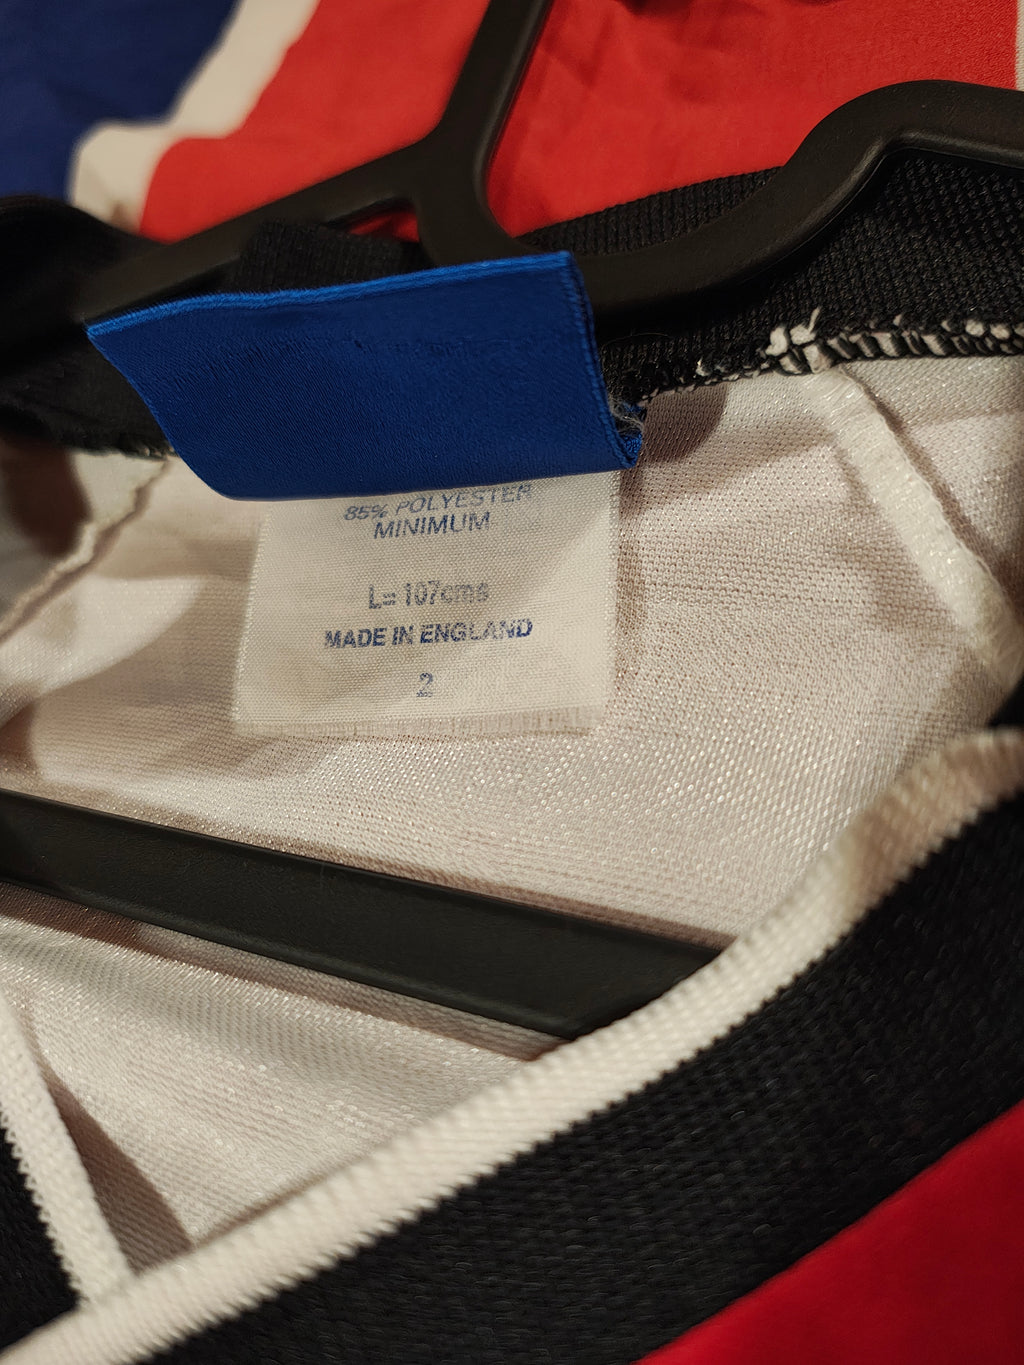 85% POLYESTER
MINIMUM
L= 107cms
MADE IN ENGLAND
2